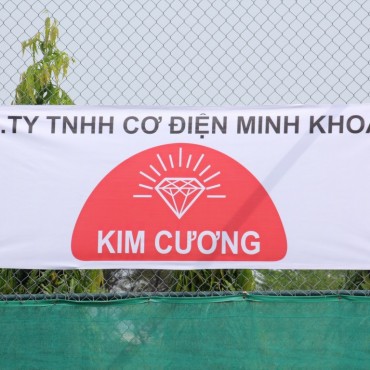 .TY TNHH CƠ ĐIỆN MINH KHOA
KIM CƯƠNG